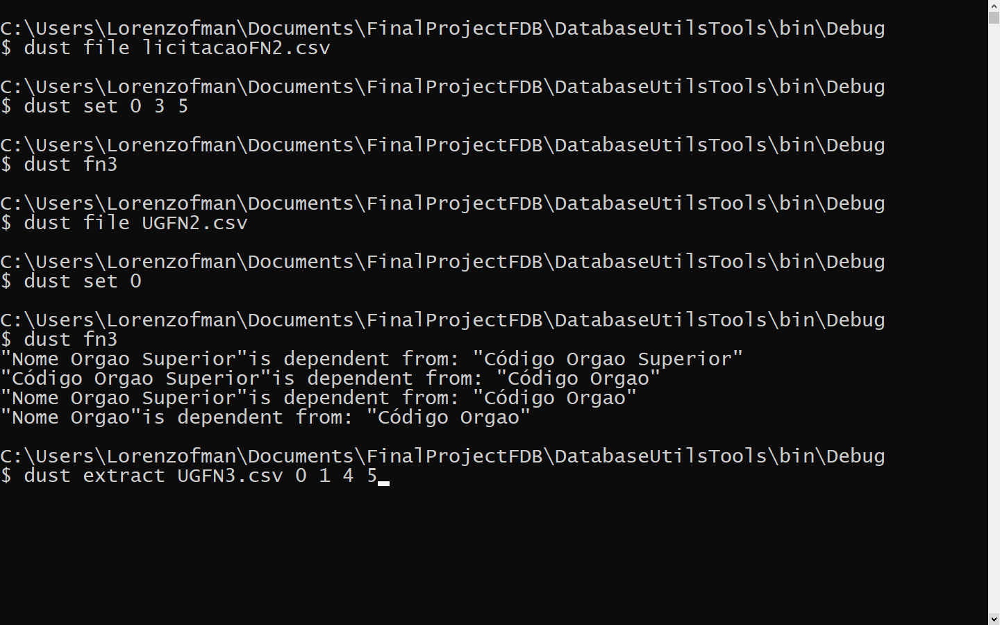 C:\Users\Lorenzofman\Documents\FinalProjectFDB\DatabaseUtilsTools\bin\Debug
$ dust file licitacaoFN2.csv
C:\Users\Lorenzofman\Documents\FinalProjectFDB\DatabaseUtilsTools\bin\Debug
$ dust set 0 3 5
C:\Users\Lorenzofman\Documents\FinalProjectFDB\DatabaseUtilsTools\bin\Debug
$ dust fn3
C:\Users\Lorenzofman\Documents\FinalProjectFDB\DatabaseUtilsTools\bin\Debug
$ dust file UGFN2.csv
C:\Users\Lorenzofman\Documents\FinalProjectFDB\DatabaseUtilsTools\bin\Debug
$ dust set 0
C:\Users\Lorenzofman\Documents\FinalProjectFDB\DatabaseUtilsTools\bin\Debug
$ dust fn3
"Nome Orgao Superior"is dependent from: "Código Orgao Superior"
"Código Orgao Superior"is dependent from: "Código Orgao"
"Nome Orgao Superior"is dependent from: "Código Orgao"
"Nome Orgao"is dependent from: "Código Orgao"
C:\Users\Lorenzofman\Documents\FinalProjectFDB\DatabaseUtilsTools\bin\Debug
$ dust extract UGFN3.csv 0 1 4 5